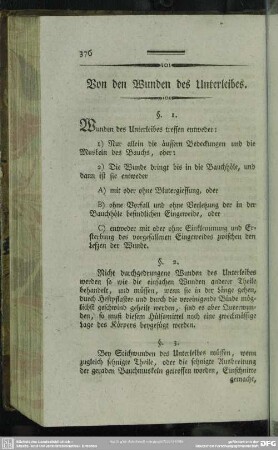 376
Von den Wunden des Unterleibes.
§. 1.
Wunden des Unterleibes treffen entweder:
1) Nur allein die äussern Bedeckungen und die
Muskeln des Bauchs, oder:
2) Die Wunde dringt bis in die Bauchhöle, und
dann ist sie entweder
A) mit oder ohne Blutergiessung, oder
B) ohne Vorfall und ohne Verletzung der in der
Bauchhöle befindlichen Eingeweide, oder
C) entweder mit oder ohne Einklemmung und Er-
sterbung des vorgefallenen Eingeweides zwischen den
Lefzen der Wunde.
§. 2.
Nicht durchgedrungene Wunden des Unterleibes
werden so wie die einfachen Wunden anderer Theile
behandelt, und müssen, wenn sie in der Länge gehen,
durch Heftpflaster und durch die vereinigende Binde mög-
lichst geschwind geheilt werden, sind es aber Querwun-
den, so muß diesen Hülfsmittel noch eine zweckmäßige
Lage des Körpers beygefügt werden.
§. 3.
Bey Stichwunden des Unterleibes müssen, wenn
zugleich sehnigte Theile, oder die sehnigte Ausbreitung
der geraden Bauchmuskeln getroffen werden, Einschnitte
gemacht,
DFG